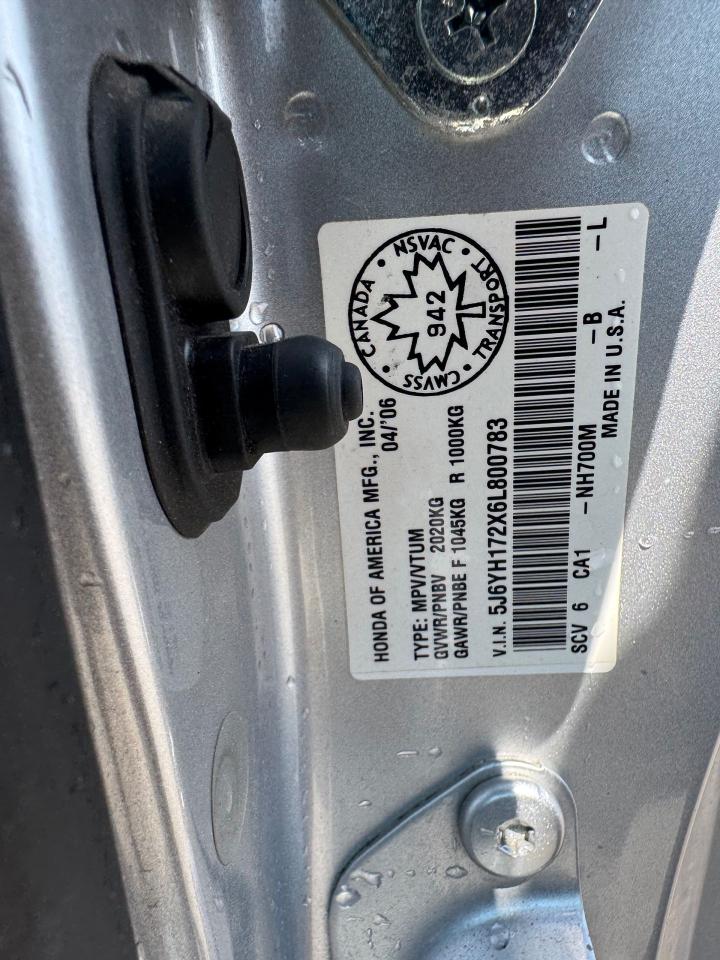 HONDA OF AMERICA MFG., INC.
04/'06
TYPE: MPV/VTUM
GVWR/PNBV 2020KG
GAWR/PNBE F 1045KG R 1000KG
V.I.N. 5J6YH172X6L800783
SCV 6 CA1 -NH700M -B -L
MADE IN U.S.A.
CANADA • NSVAC • TRANSPORT • CMVSS •
942